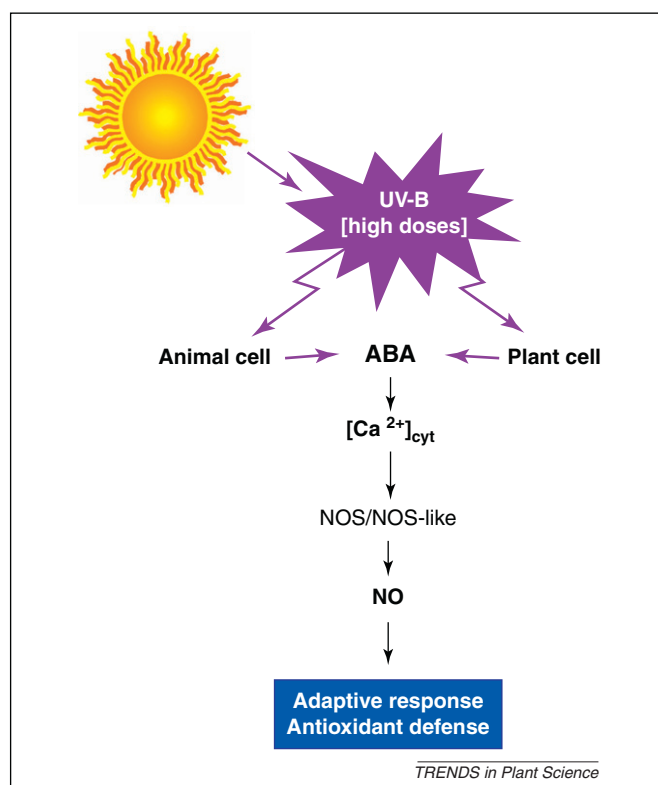 UV-B
[high doses]
Animal cell
ABA
Plant cell
[Ca 2+]cyt
NOS/NOS-like
NO
Adaptive response
Antioxidant defense
TRENDS in Plant Science